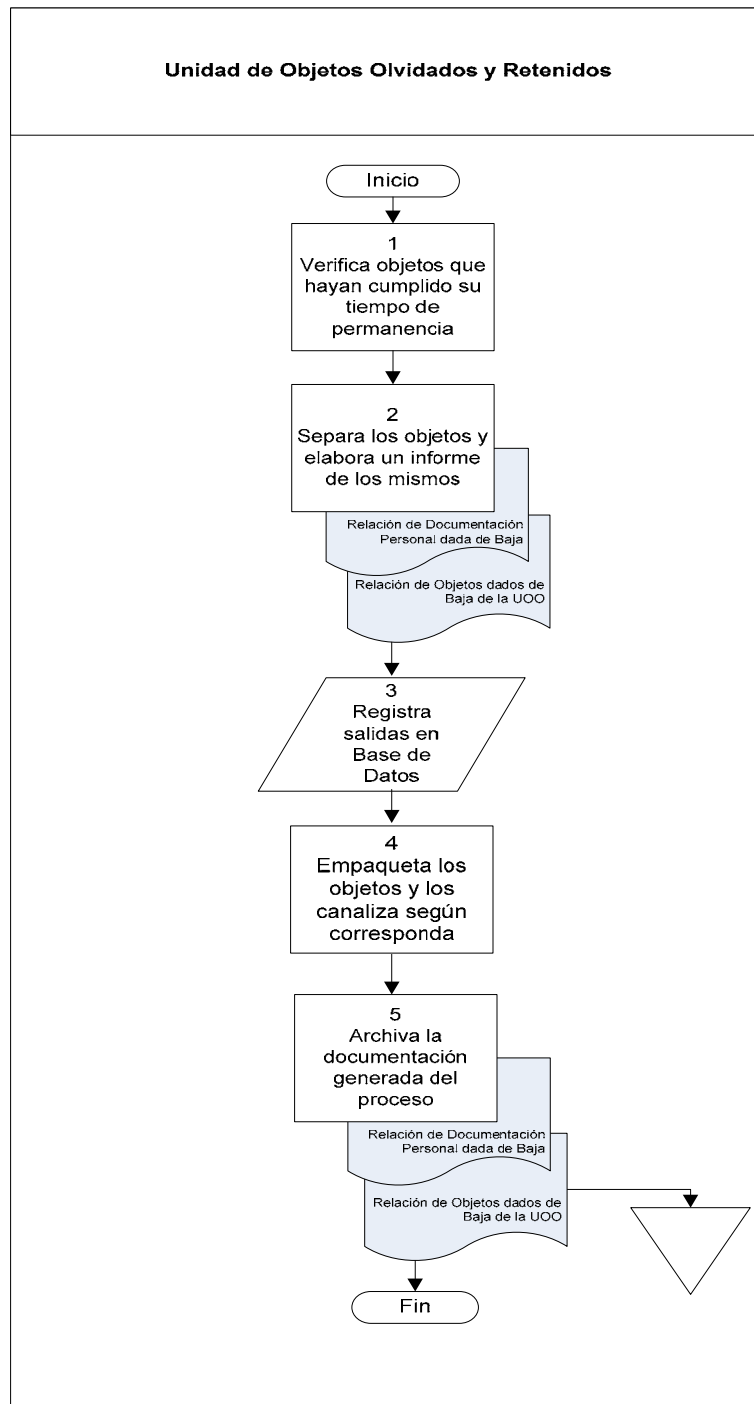 Unidad de Objetos Olvidados y Retenidos
Inicio
1
Verifica objetos que
hayan cumplido su
tiempo de
permanencia
2
Separa los objetos y
elabora un informe
de los mismos
Relación de Documentación
Personal dada de Baja
Relación de Objetos dados de
Baja de la UOO
3
Registra
salidas en
Base de
Datos
4
Empaqueta los
objetos y los
canaliza según
corresponda
5
Archiva la
documentación
generada del
proceso
Relación de Documentación
Personal dada de Baja
Relación de Objetos dados de
Baja de la UOO
Fin